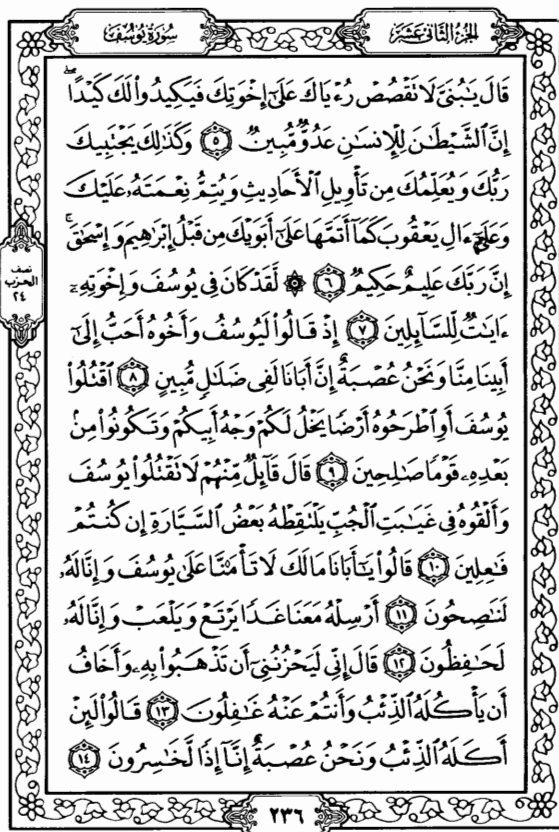 الجزء الثاني عشر
سورة يوسف
قَالَ يَٰبُنَىَّ لَا تَقْصُصْ رُءْيَاكَ عَلَىٰٓ إِخْوَتِكَ فَيَكِيدُوا۟ لَكَ كَيْدًا ۖ
إِنَّ ٱلشَّيْطَٰنَ لِلْإِنسَٰنِ عَدُوٌّ مُّبِينٌ ٥ وَكَذَٰلِكَ يَجْتَبِيكَ
رَبُّكَ وَيُعَلِّمُكَ مِن تَأْوِيلِ ٱلْأَحَادِيثِ وَيُتِمُّ نِعْمَتَهُۥ عَلَيْكَ
وَعَلَىٰٓ ءَالِ يَعْقُوبَ كَمَآ أَتَمَّهَا عَلَىٰٓ أَبَوَيْكَ مِن قَبْلُ إِبْرَٰهِيمَ وَإِسْحَٰقَ ۚ
إِنَّ رَبَّكَ عَلِيمٌ حَكِيمٌ ٦ ۞ لَّقَدْ كَانَ فِى يُوسُفَ وَإِخْوَتِهِۦٓ
ءَايَٰتٌ لِّلسَّآئِلِينَ ٧ إِذْ قَالُوا۟ لَيُوسُفُ وَأَخُوهُ أَحَبُّ إِلَىٰٓ
أَبِينَا مِنَّا وَنَحْنُ عُصْبَةٌ إِنَّ أَبَانَا لَفِى ضَلَٰلٍ مُّبِينٍ ٨ ٱقْتُلُوا۟
يُوسُفَ أَوِ ٱطْرَحُوهُ أَرْضًا يَخْلُ لَكُمْ وَجْهُ أَبِيكُمْ وَتَكُونُوا۟ مِنۢ
بَعْدِهِۦ قَوْمًا صَٰلِحِينَ ٩ قَالَ قَآئِلٌ مِّنْهُمْ لَا تَقْتُلُوا۟ يُوسُفَ
وَأَلْقُوهُ فِى غَيَٰبَتِ ٱلْجُبِّ يَلْتَقِطْهُ بَعْضُ ٱلسَّيَّارَةِ إِن كُنتُمْ
فَٰعِلِينَ ١٠ قَالُوا۟ يَٰٓأَبَانَا مَالَكَ لَا تَأْمَ۫نَّا عَلَىٰ يُوسُفَ وَإِنَّا لَهُۥ
لَنَٰصِحُونَ ١١ أَرْسِلْهُ مَعَنَا غَدًا يَرْتَعْ وَيَلْعَبْ وَإِنَّا لَهُۥ
لَحَٰفِظُونَ ١٢ قَالَ إِنِّى لَيَحْزُنُنِىٓ أَن تَذْهَبُوا۟ بِهِۦ وَأَخَافُ
أَن يَأْكُلَهُ ٱلذِّئْبُ وَأَنتُمْ عَنْهُ غَٰفِلُونَ ١٣ قَالُوا۟ لَئِنْ
أَكَلَهُ ٱلذِّئْبُ وَنَحْنُ عُصْبَةٌ إِنَّآ إِذًا لَّخَٰسِرُونَ ١٤
نصف
الحزب
٢٤
٢٣٦